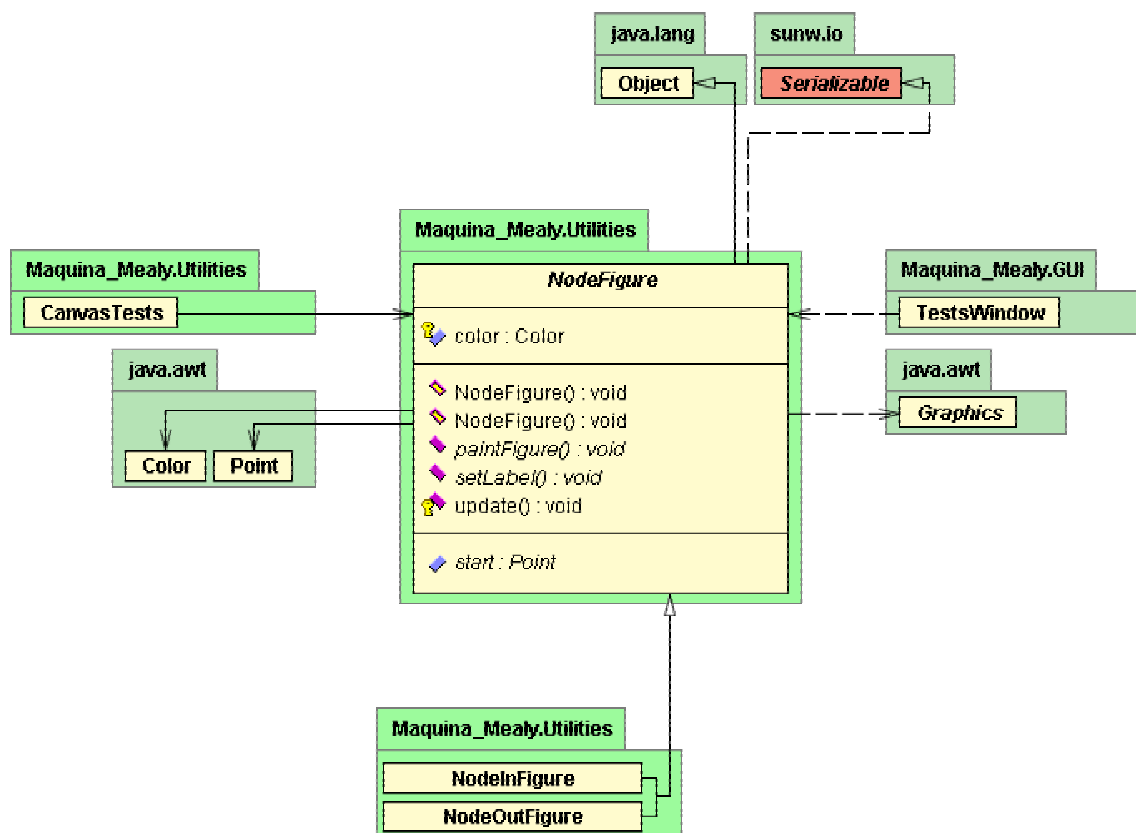 java.lang
sunw.io
Object
Serializable
Maquina_Mealy.Utilities
NodeFigure
color : Color
NodeFigure() : void
NodeFigure() : void
paintFigure() : void
setLabel() : void
update() : void
start : Point
Maquina_Mealy.Utilities
CanvasTests
java.awt
Color
Point
Maquina_Mealy.GUI
TestsWindow
java.awt
Graphics
Maquina_Mealy.Utilities
NodeInFigure
NodeOutFigure